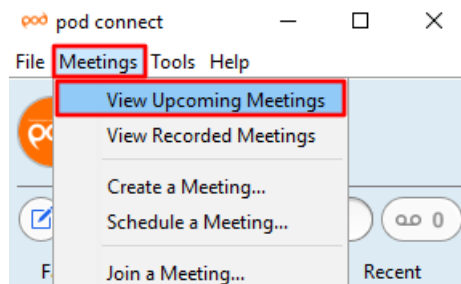 pod pod connect
File Meetings Tools Help
View Upcoming Meetings
View Recorded Meetings
Create a Meeting...
Schedule a Meeting...
0
Join a Meeting...
Recent